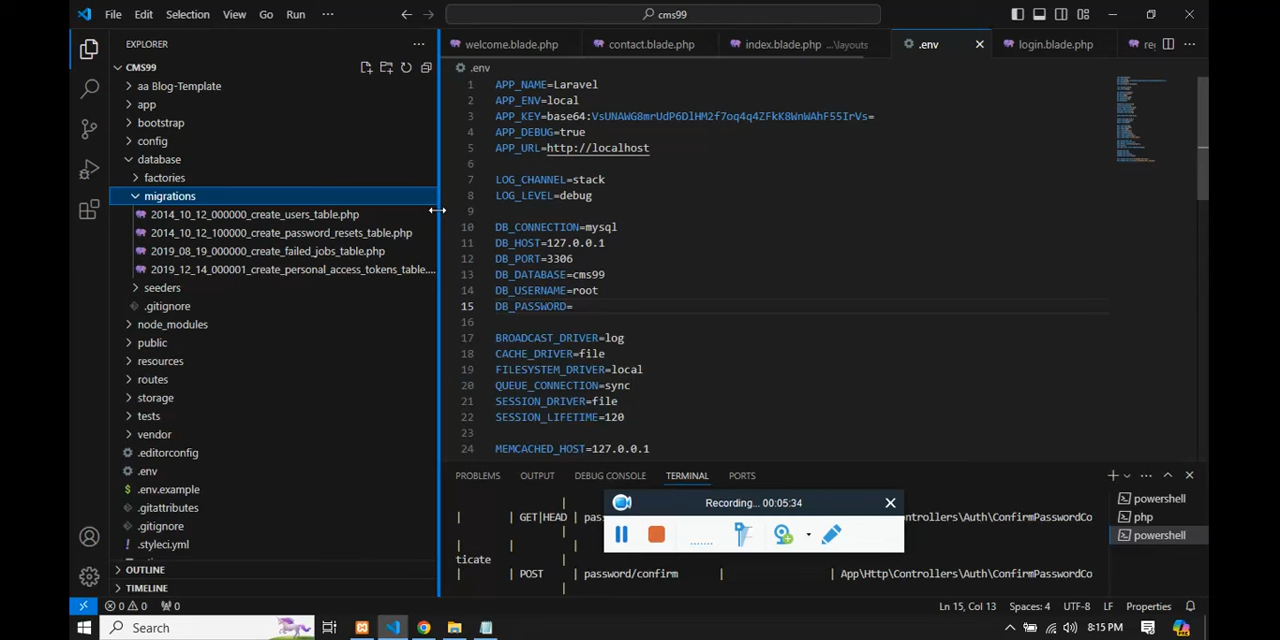 File Edit Selection View Go Run ··· cms99
EXPLORER ···
CMS99
aa Blog-Template
app
bootstrap
config
database
factories
migrations
2014_10_12_000000_create_users_table.php
2014_10_12_100000_create_password_resets_table.php
2019_08_19_000000_create_failed_jobs_table.php
2019_12_14_000001_create_personal_access_tokens_table....
seeders
.gitignore
node_modules
public
resources
routes
storage
tests
vendor
.editorconfig
.env
.env.example
.gitattributes
.gitignore
.styleci.yml
OUTLINE
TIMELINE
welcome.blade.php contact.blade.php index.blade.php ...\layouts .env login.blade.php
.env
1 APP_NAME=Laravel
2 APP_ENV=local
3 APP_KEY=base64:VsUNAWG8mrUdP6DlHM2f7oq4q4ZFkK8WnWAhF55IrVs=
4 APP_DEBUG=true
5 APP_URL=http://localhost
6
7 LOG_CHANNEL=stack
8 LOG_LEVEL=debug
9
10 DB_CONNECTION=mysql
11 DB_HOST=127.0.0.1
12 DB_PORT=3306
13 DB_DATABASE=cms99
14 DB_USERNAME=root
15 DB_PASSWORD=
16
17 BROADCAST_DRIVER=log
18 CACHE_DRIVER=file
19 FILESYSTEM_DRIVER=local
20 QUEUE_CONNECTION=sync
21 SESSION_DRIVER=file
22 SESSION_LIFETIME=120
23
24 MEMCACHED_HOST=127.0.0.1
PROBLEMS OUTPUT DEBUG CONSOLE TERMINAL PORTS
|
| | GET|HEAD | pas ontrollers\Auth\ConfirmPasswordCo
|
| |
ticate
| | POST | password/confirm | | App\Http\Controllers\Auth\ConfirmPasswordCo
|
powershell
php
powershell
Recording... 00:05:34
0 0 0 Ln 15, Col 13 Spaces: 4 UTF-8 LF Properties
Search 8:15 PM